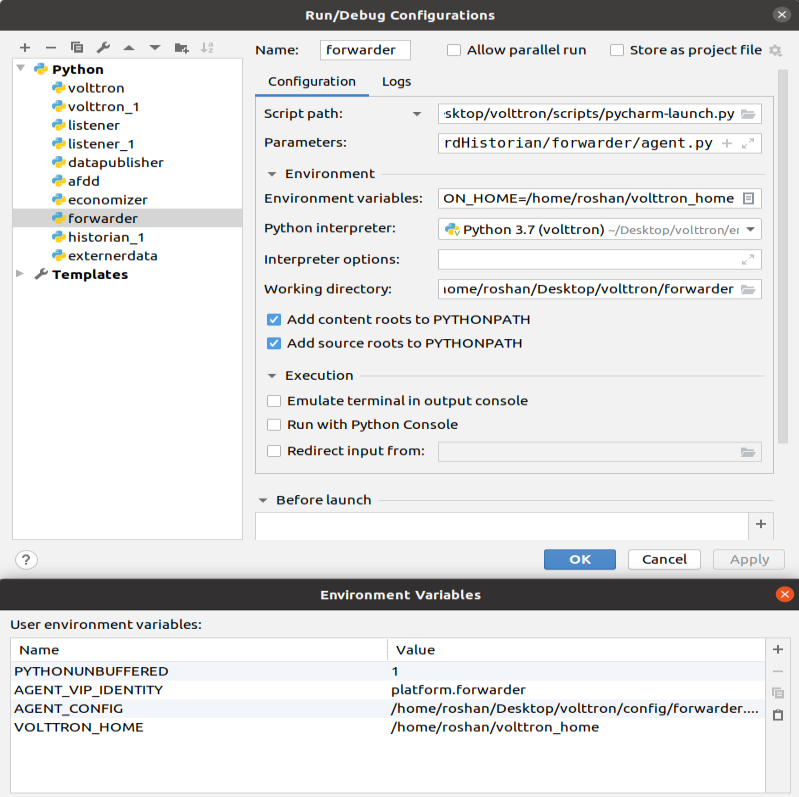 Run/Debug Configurations
Name: forwarder Allow parallel run Store as project file
Python
volttron
volttron_1
listener
listener_1
datapublisher
afdd
economizer
forwarder
historian_1
externerdata
Templates
Configuration Logs
Script path: sktop/volttron/scripts/pycharm-launch.py
Parameters: rdHistorian/forwarder/agent.py
Environment
Environment variables: ON_HOME=/home/roshan/volttron_home
Python interpreter: Python 3.7 (volttron) ~/Desktop/volttron/er
Interpreter options:
Working directory: home/roshan/Desktop/volttron/forwarder
Add content roots to PYTHONPATH
Add source roots to PYTHONPATH
Execution
Emulate terminal in output console
Run with Python Console
Redirect input from:
Before launch
? OK Cancel Apply
Environment Variables
User environment variables:
Name Value
PYTHONUNBUFFERED 1
AGENT_VIP_IDENTITY platform.forwarder
AGENT_CONFIG /home/roshan/Desktop/volttron/config/forwarder....
VOLTTRON_HOME /home/roshan/volttron_home